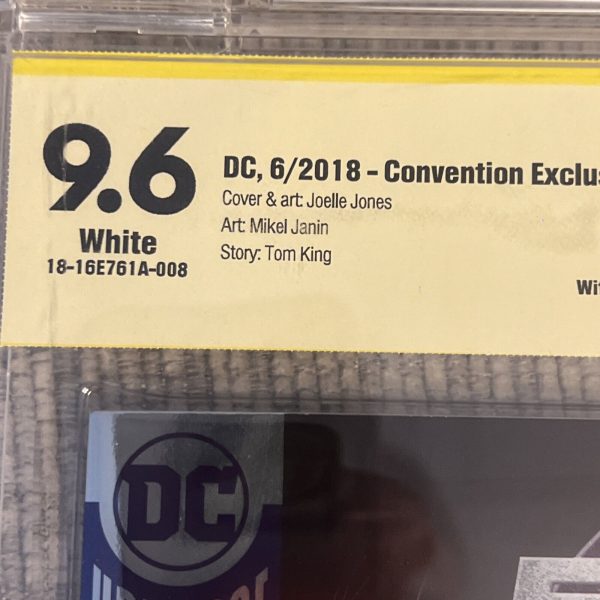 9.6
White
18-16E761A-008
DC, 6/2018 - Convention Exclus
Cover & art: Joelle Jones
Art: Mikel Janin
Story: Tom King
Wit
DC